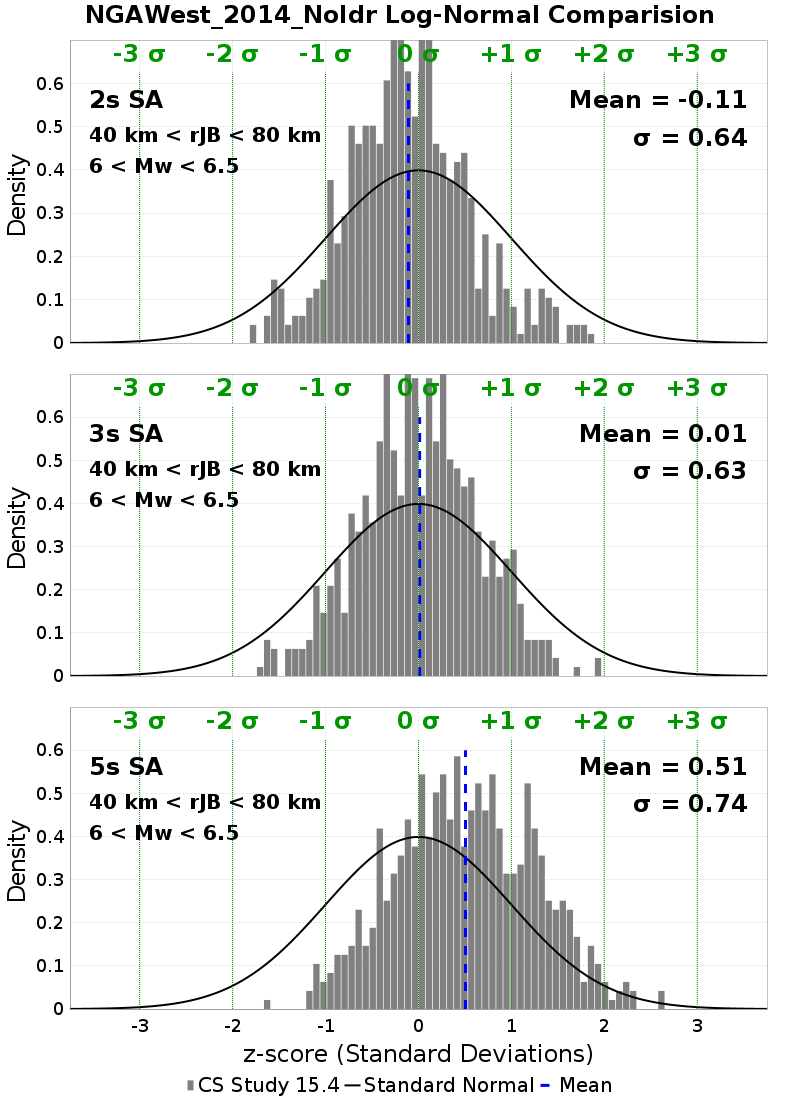 NGAWest_2014_NoIdr Log-Normal Comparision
-3 σ -2 σ -1 σ 0 σ +1 σ +2 σ +3 σ
0.6
2s SA Mean = -0.11
0.5
40 km < rJB < 80 km σ = 0.64
6 < Mw < 6.5
0.4
0.3
0.2
0.1
0
Density
-3 σ -2 σ -1 σ 0 σ +1 σ +2 σ +3 σ
0.6
3s SA Mean = 0.01
0.5
40 km < rJB < 80 km σ = 0.63
6 < Mw < 6.5
0.4
0.3
0.2
0.1
0
Density
-3 σ -2 σ -1 σ 0 σ +1 σ +2 σ +3 σ
0.6
5s SA Mean = 0.51
0.5
40 km < rJB < 80 km σ = 0.74
6 < Mw < 6.5
0.4
0.3
0.2
0.1
0
Density
-3 -2 -1 0 1 2 3
z-score (Standard Deviations)
CS Study 15.4 Standard Normal Mean